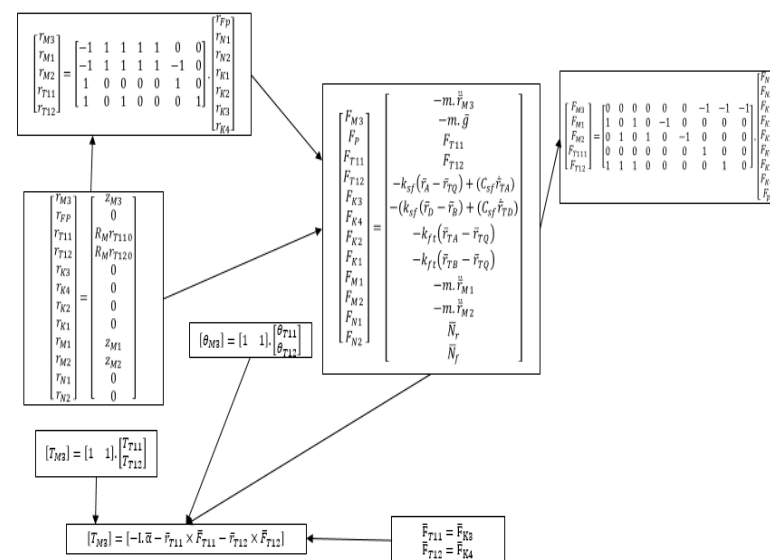 [r_M3 r_M1 r_M2 r_T11 r_T12] = [-1 1 1 1 1 0 0
-1 1 1 1 1 -1 0
1 0 0 0 0 1 0
1 0 1 0 0 0 1] . [r_Fp r_N1 r_N2 r_K1 r_K2 r_K3 r_K4]
r_M3 = z_M3
r_FP 0
r_T11 R_M r_T110
r_T12 R_M r_T120
r_K3 0
r_K4 0
r_K2 0
r_K1 0
r_M1 z_M1
r_M2 z_M2
r_N1 0
r_N2 0
F_M3 = -m.r̈_M3
F_P -m.ḡ
F_T11 F_T11
F_T12 F_T12
F_K3 -k_sf(r̄_A − r̄_TQ) + (C_sf ṙ_TA)
F_K4 -(k_sf(r̄_D − r̄_B) + (C_sf ṙ_TD)
F_K2 -k_ft(r̄_TA − r̄_TQ)
F_K1 -k_ft(r̄_TB − r̄_TQ)
F_M1 -m.r̈_M1
F_M2 -m.r̈_M2
F_N1 N̄_r
F_N2 N̄_f
[F_M3 F_M1 F_M2 F_T111 F_T12] = [0 0 0 0 0 0 -1 -1 -1
1 0 1 0 -1 0 0 0 0
0 1 0 1 0 -1 0 0 0
0 0 0 0 0 0 1 0 0
1 1 1 0 0 0 0 1 0] .
[θ_M3] = [1 1].[θ_T11 θ_T12]
[T_M3] = [1 1].[T_T11 T_T12]
[T_M3] = [-I.ᾱ − r̄_T11 × F̄_T11 − r̄_T12 × F̄_T12]
F̄_T11 = F̄_K3
F̄_T12 = F̄_K4